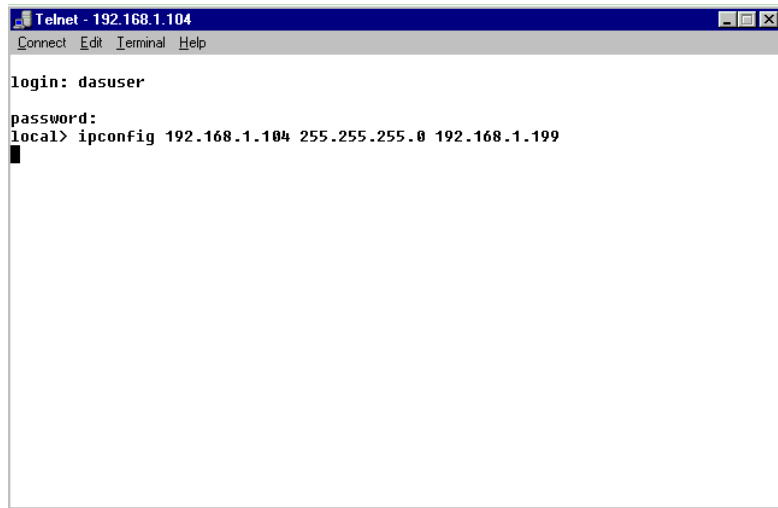 Telnet - 192.168.1.104
Connect Edit Terminal Help
login: dasuser
password:
local> ipconfig 192.168.1.104 255.255.255.0 192.168.1.199